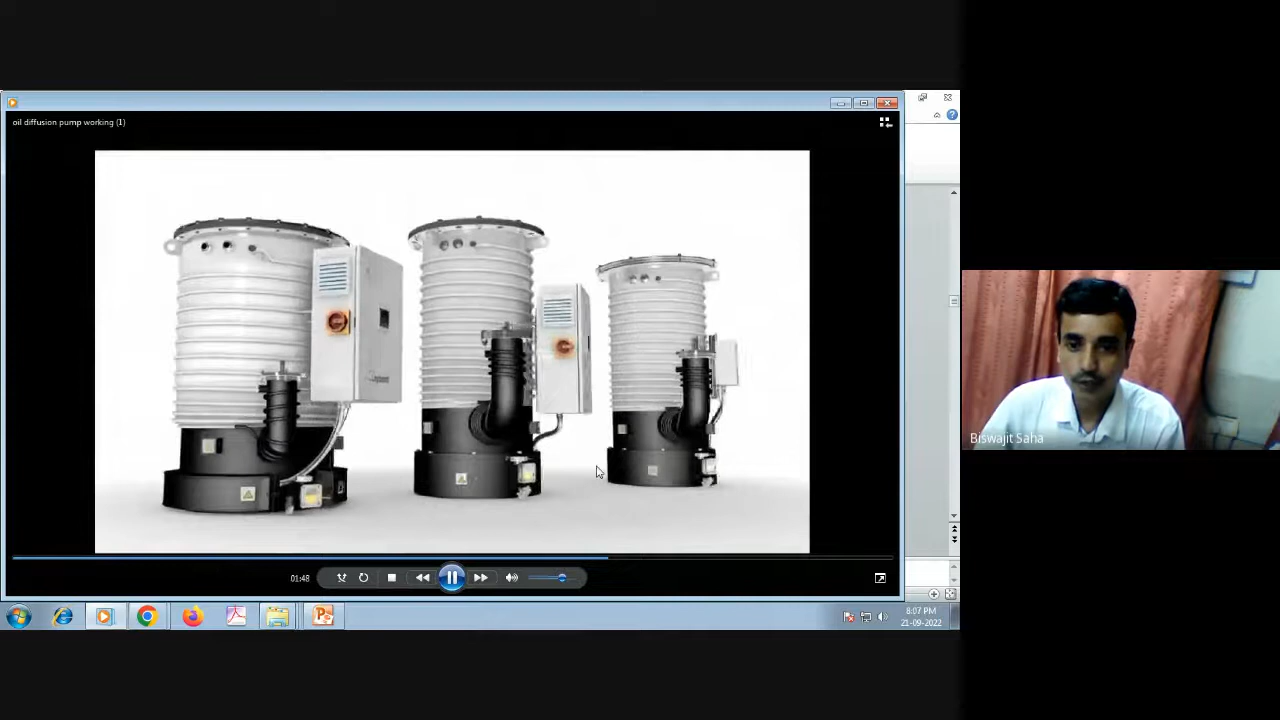 oil diffusion pump working (1)
01:48
8:07 PM
21-09-2022
Biswajit Saha